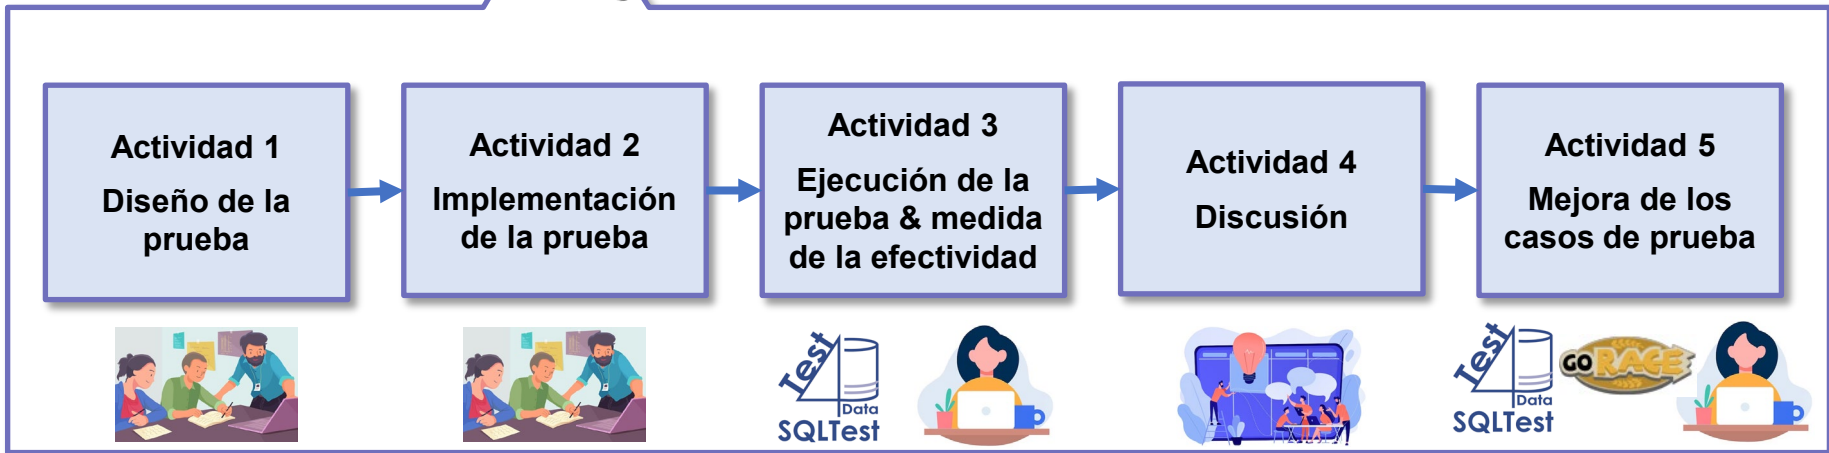 Actividad 1
Diseño de la
prueba
Actividad 2
Implementación
de la prueba
Actividad 3
Ejecución de la
prueba & medida
de la efectividad
Actividad 4
Discusión
Actividad 5
Mejora de los
casos de prueba
Test
Data
SQLTest
Test
Data
SQLTest
GO RACE